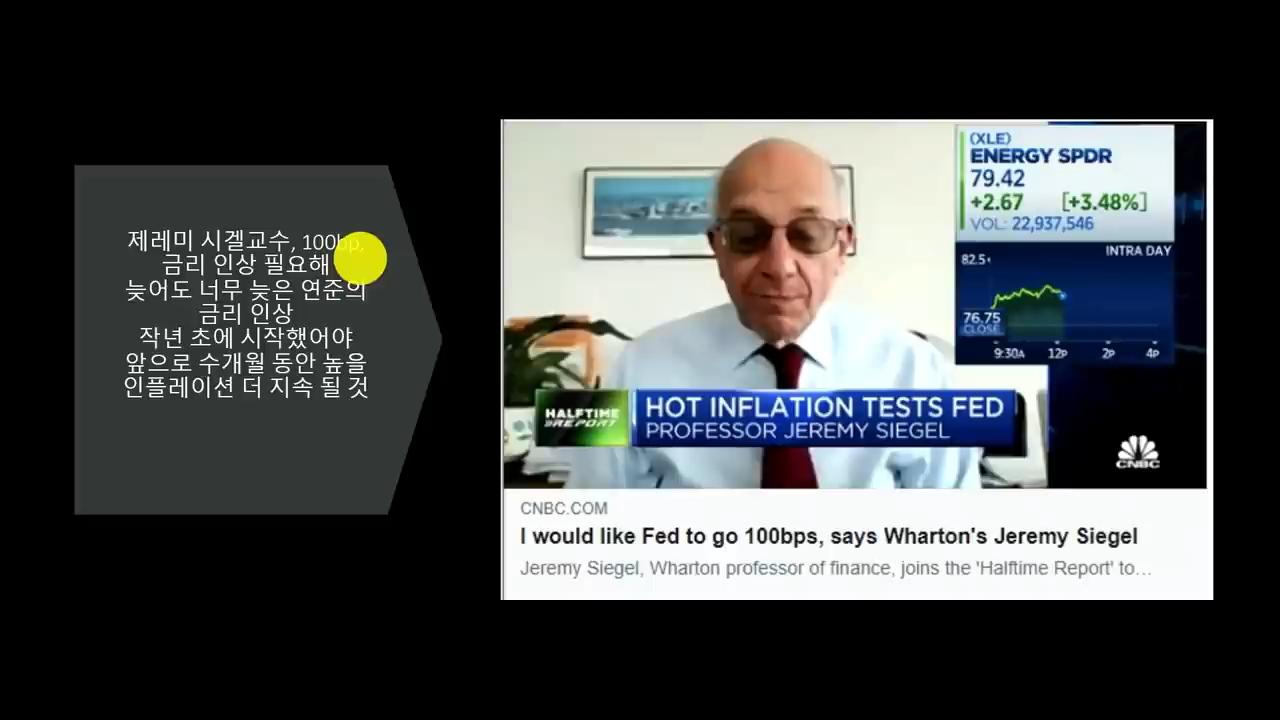 제레미 시겔교수, 100bp,
금리 인상 필요해
늦어도 너무 늦은 연준의
금리 인상
작년 초에 시작했어야
앞으로 수개월 동안 높을
인플레이션 더 지속 될 것
(XLE)
ENERGY SPDR
79.42
+2.67 [+3.48%]
VOL: 22,937,546
INTRA DAY
82.5
76.75
CLOSE
9:30A 12P 2P 4P
HALFTIME
REPORT
HOT INFLATION TESTS FED
PROFESSOR JEREMY SIEGEL
CNBC
CNBC.COM
I would like Fed to go 100bps, says Wharton's Jeremy Siegel
Jeremy Siegel, Wharton professor of finance, joins the 'Halftime Report' to…